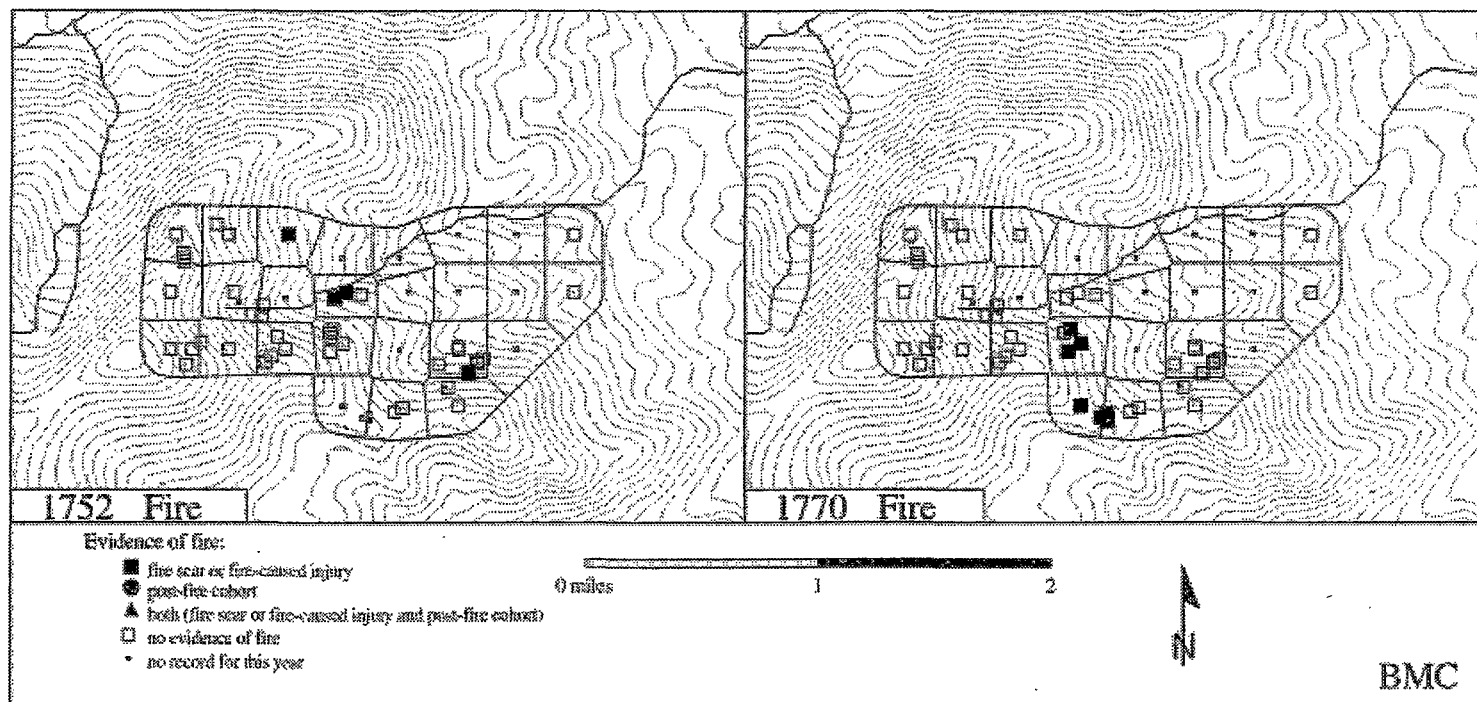 1752 Fire
1770 Fire
Evidence of fire:
fire scar or fire-caused injury
post-fire cohort
both (fire scar or fire-caused injury and post-fire cohort)
no evidence of fire
no record for this year
0 miles 1 2
N
BMC